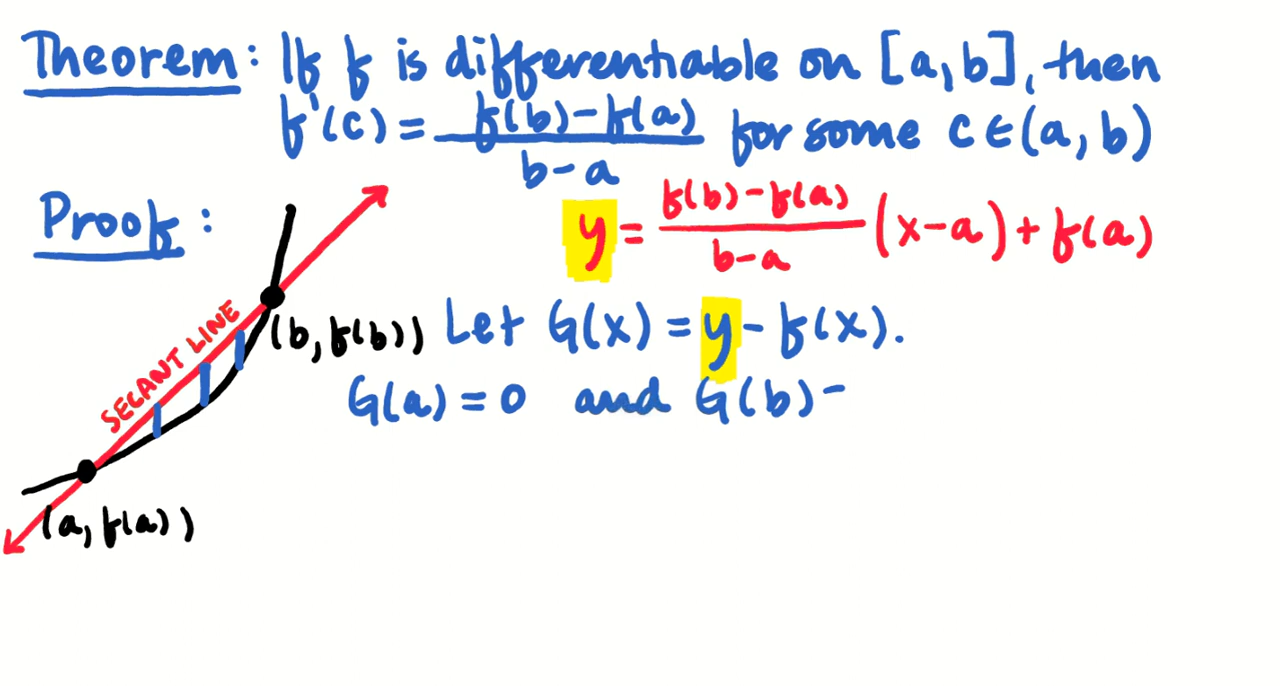 Theorem: If f is differentiable on [a,b], then
f'(c) = f(b)-f(a) / b-a for some c∈(a,b)
Proof:
y = f(b)-f(a) / b-a (x-a) + f(a)
SECANT LINE
(b, f(b))
Let G(x) = y - f(x).
G(a) = 0 and G(b) -
(a, f(a))